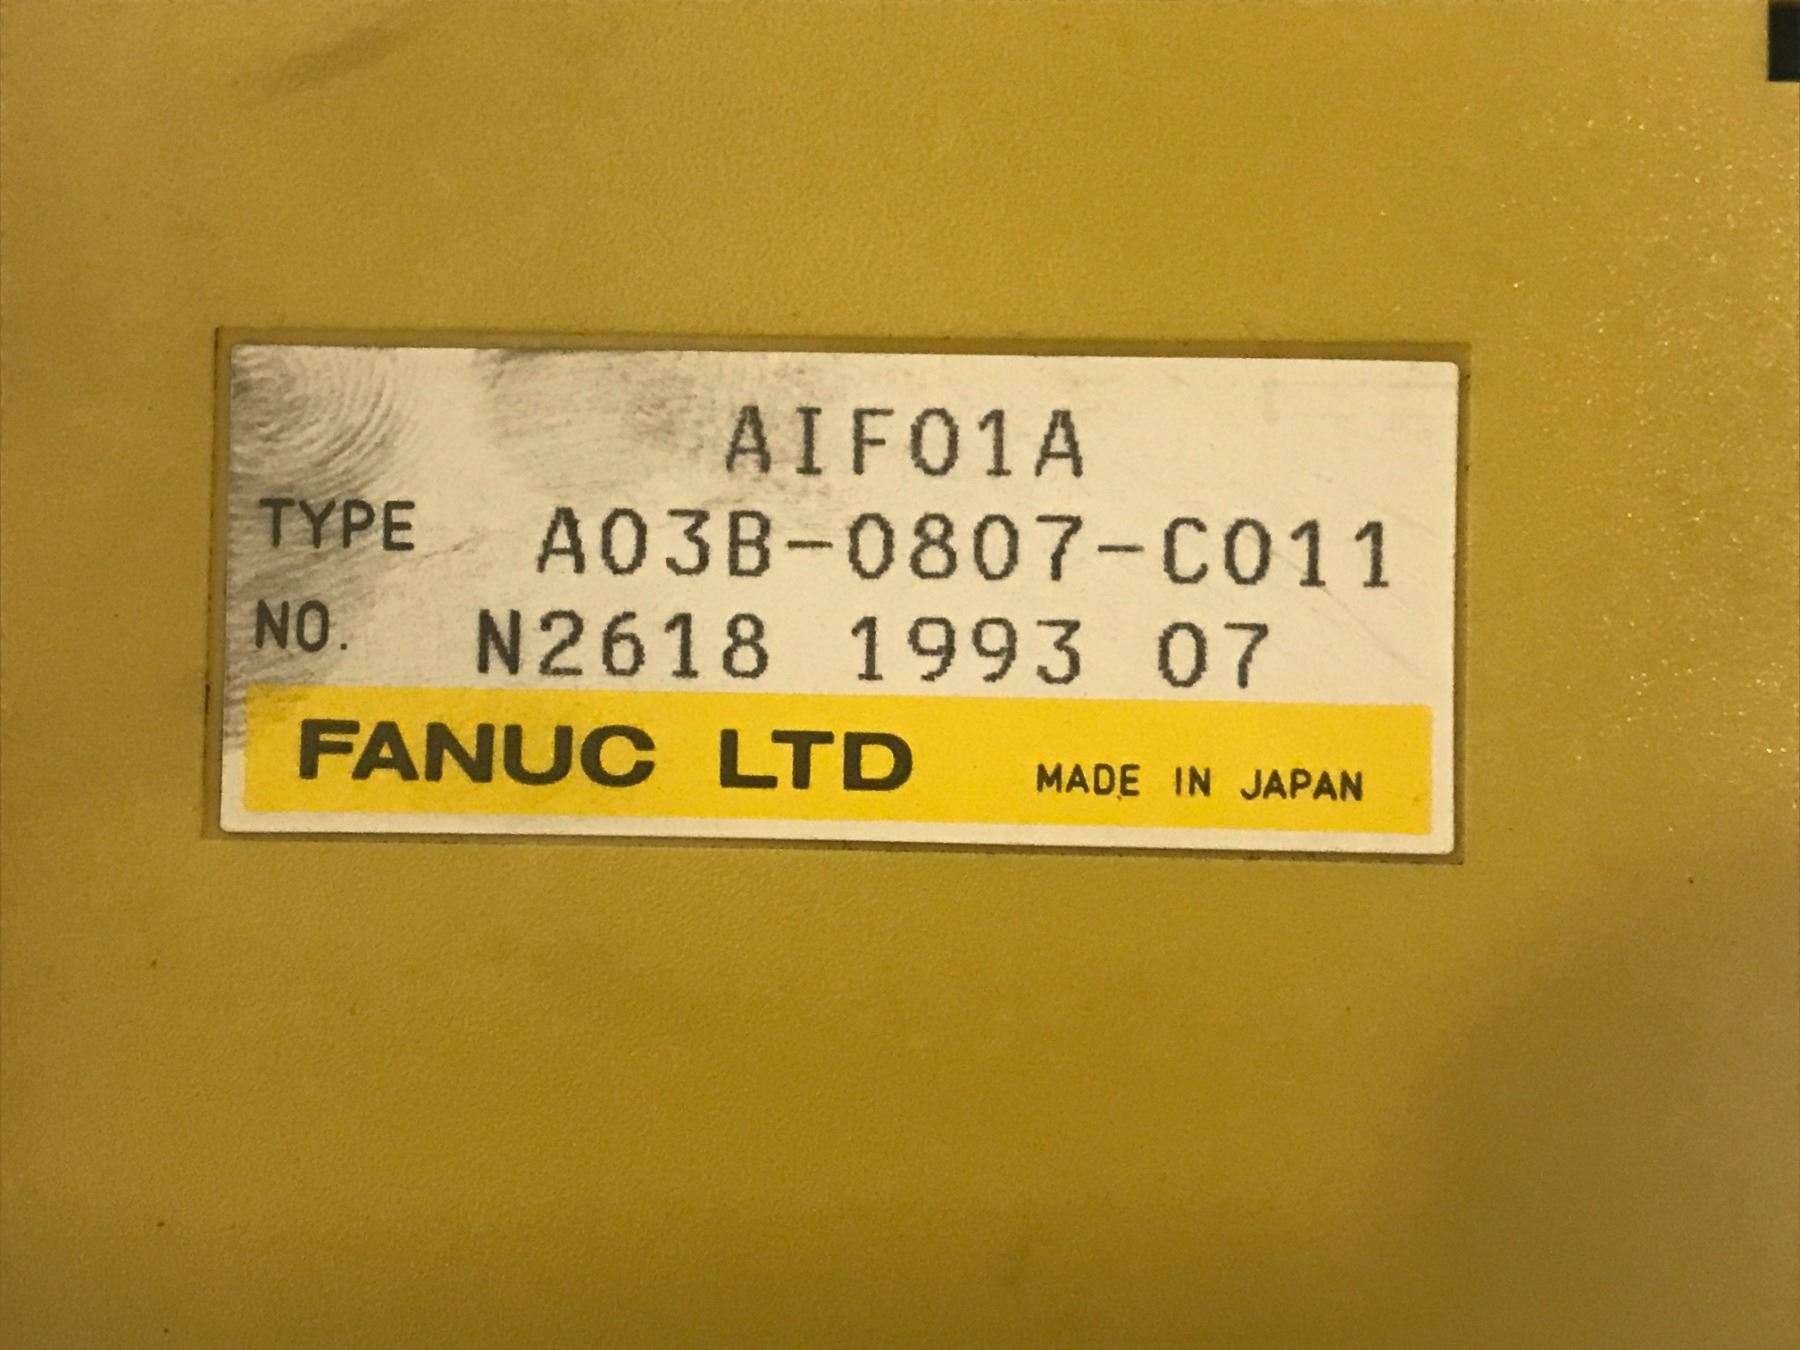 AIF01A
TYPE A03B-0807-C011
NO. N2618 1993 07
FANUC LTD MADE IN JAPAN